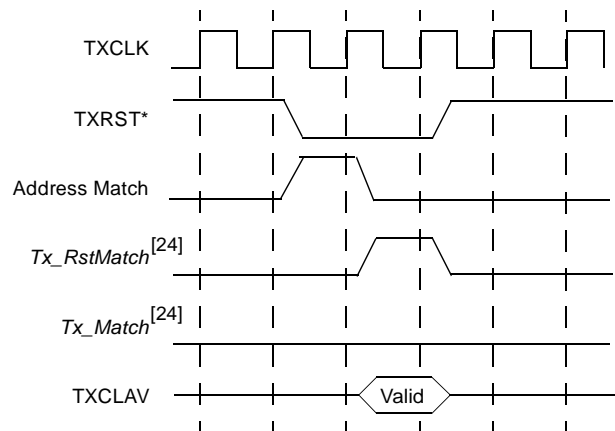 TXCLK
TXRST*
Address Match
Tx_RstMatch[24]
Tx_Match[24]
TXCLAV
Valid